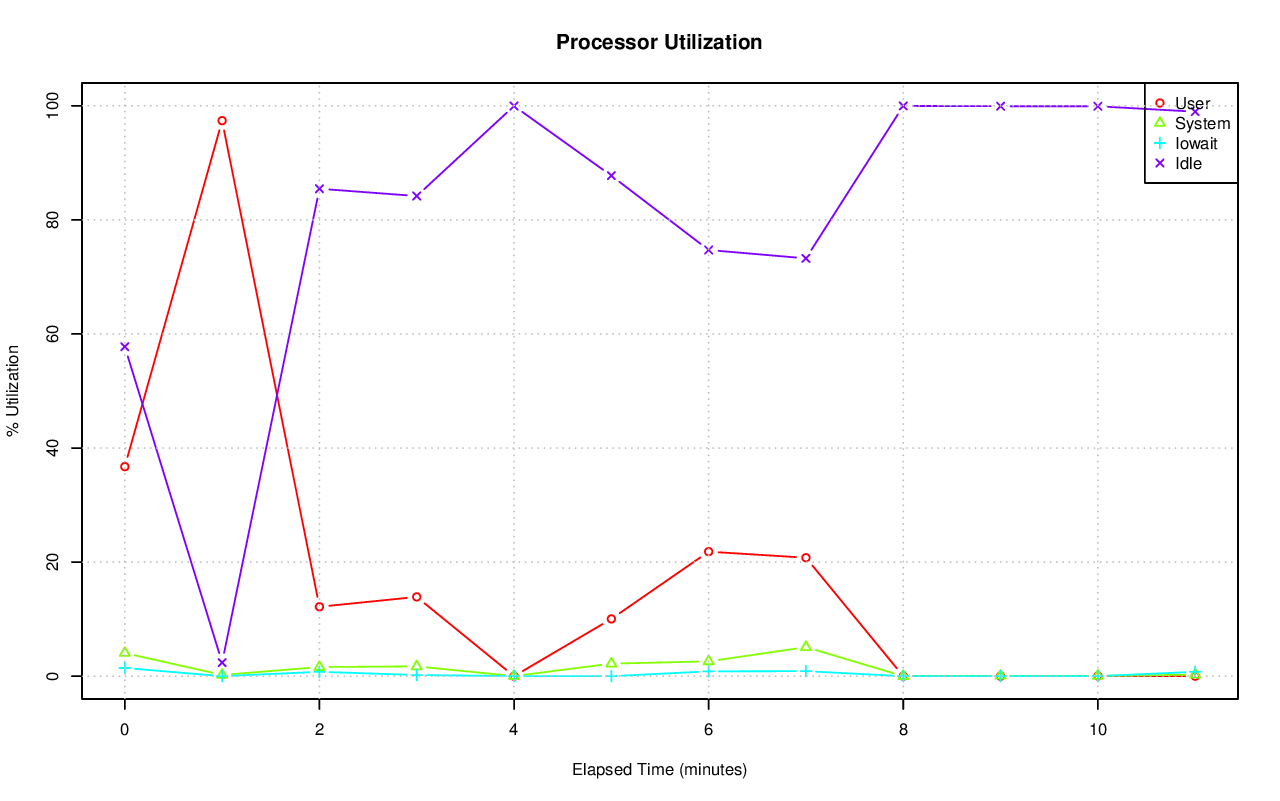 Processor Utilization
% Utilization
100
80
60
40
20
0
User
System
Iowait
Idle
0 2 4 6 8 10
Elapsed Time (minutes)